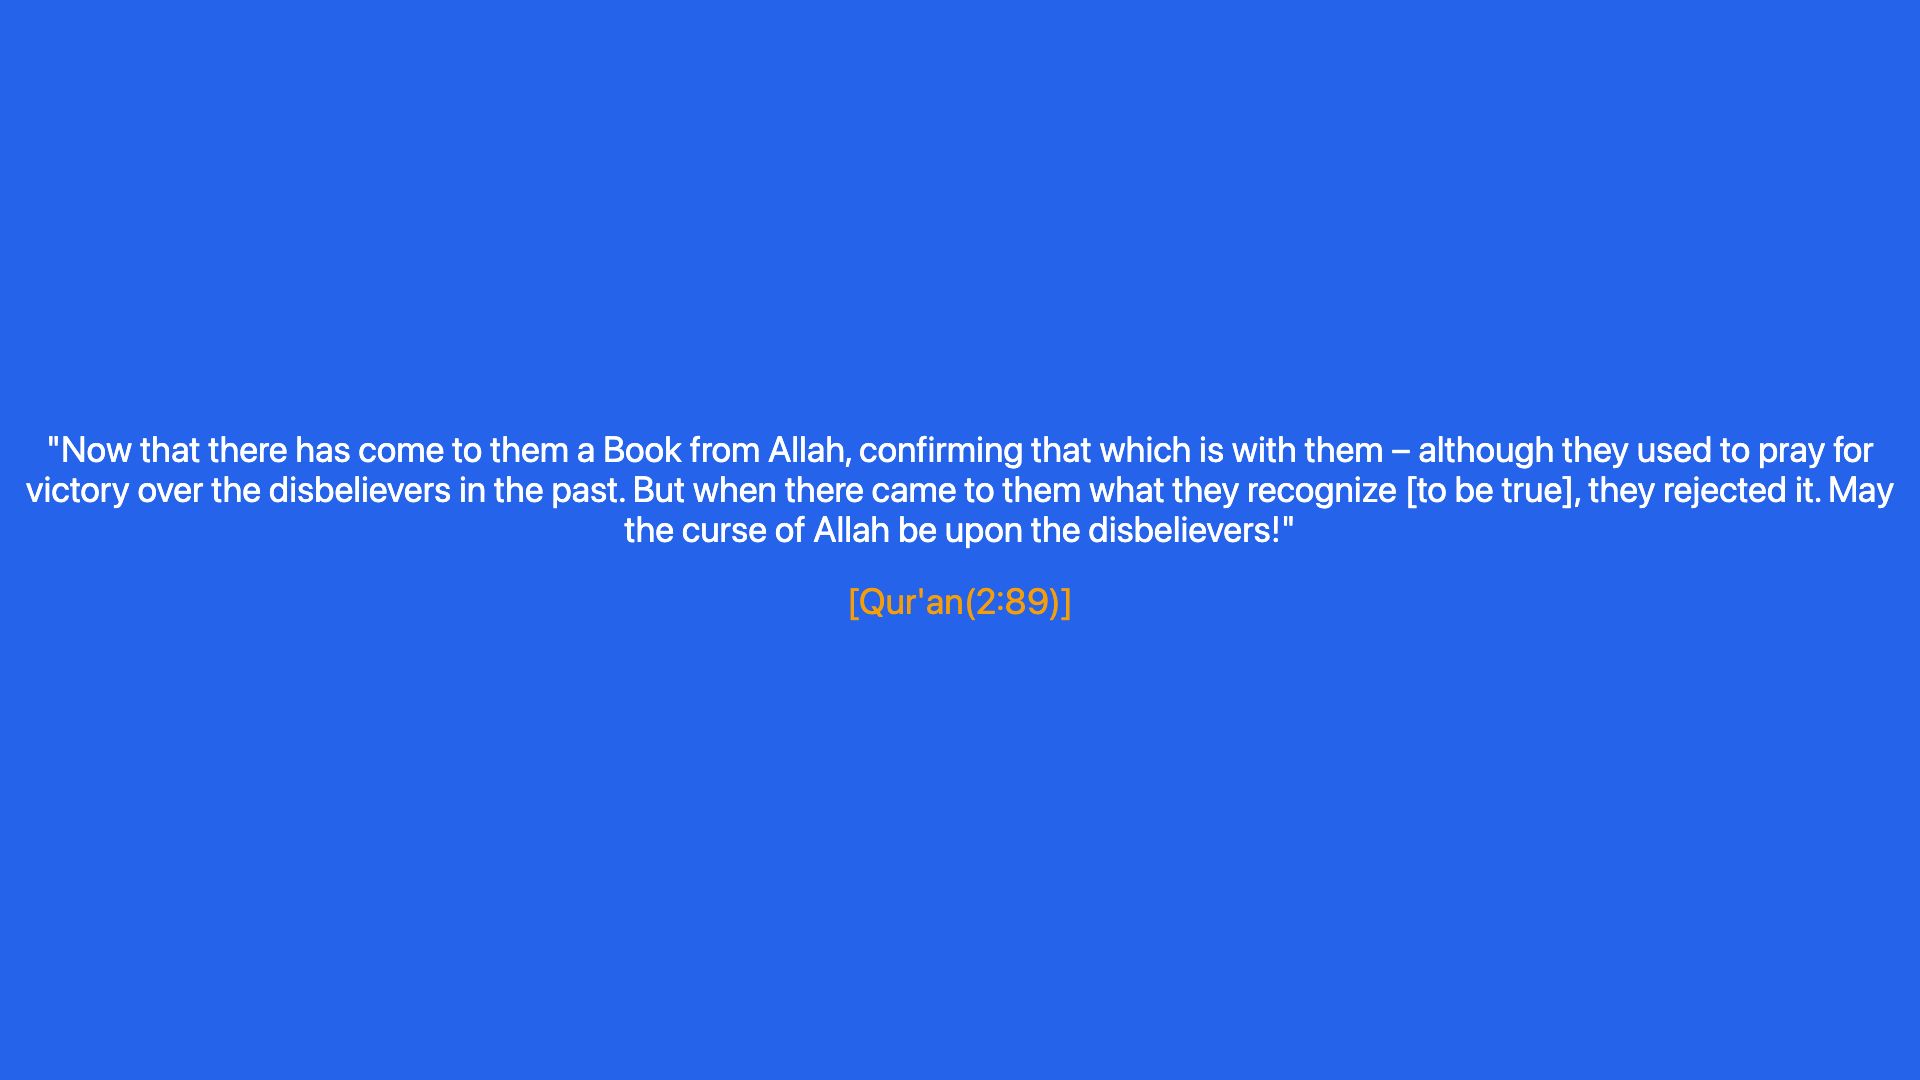 "Now that there has come to them a Book from Allah, confirming that which is with them – although they used to pray for
victory over the disbelievers in the past. But when there came to them what they recognize [to be true], they rejected it. May
the curse of Allah be upon the disbelievers!"
[Qur'an(2:89)]